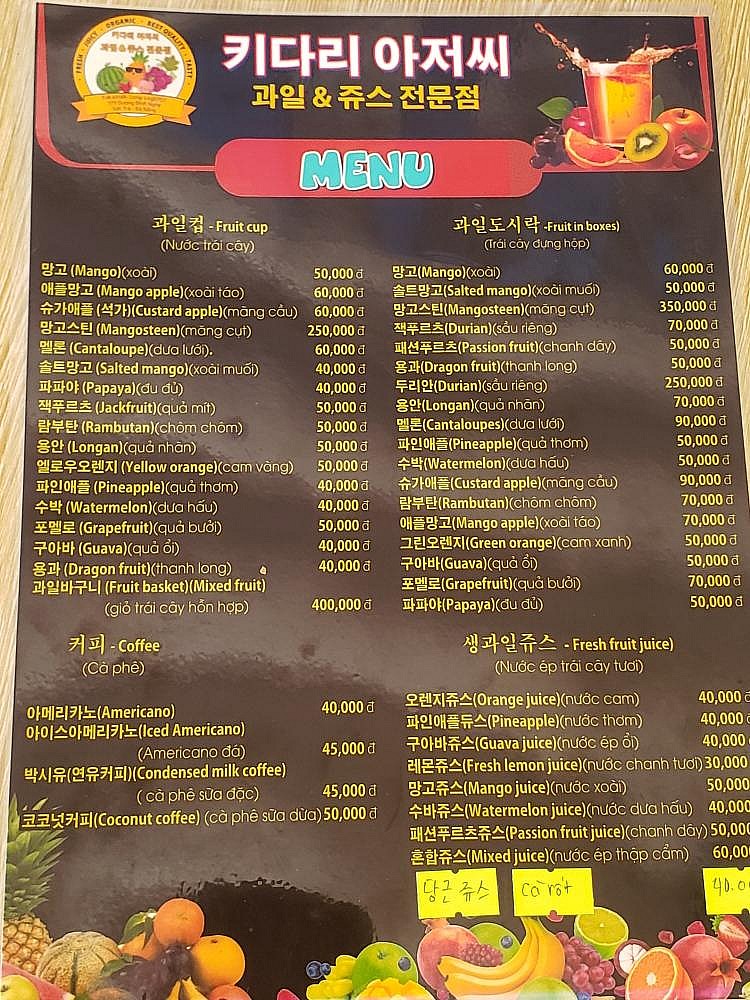 FRESH · JUICE · ORGANIC · BEST QUALITY · TASTY
키다리 아저씨
과일&쥬스 전문점
키다리 아저씨
과일 & 쥬스 전문점
MENU
과일컵 - Fruit cup
(Nước trái cây)
망고 (Mango)(xoài) 50,000 đ
애플망고 (Mango apple)(xoài táo) 60,000 đ
슈가애플 (석가)(Custard apple)(mãng cầu) 60,000 đ
망고스틴 (Mangosteen)(măng cụt) 250,000 đ
멜론 (Cantaloupe)(dưa lưới). 60,000 đ
솔트망고 (Salted mango)(xoài muối) 40,000 đ
파파야 (Papaya)(đu đủ) 40,000 đ
잭푸르츠 (Jackfruit)(quả mít) 50,000 đ
람부탄 (Rambutan)(chôm chôm) 50,000 đ
용안 (Longan)(quả nhãn) 50,000 đ
엘로우오렌지 (Yellow orange)(cam vàng) 50,000 đ
파인애플 (Pineapple)(quả thơm) 40,000 đ
수박 (Watermelon)(dưa hấu) 40,000 đ
포멜로 (Grapefruit)(quả bưởi) 50,000 đ
구아바 (Guava)(quả ổi) 40,000 đ
용과 (Dragon fruit)(thanh long) 40,000 đ
과일바구니 (Fruit basket)(Mixed fruit)
(giỏ trái cây hỗn hợp) 400,000 đ
커피 - Coffee
(Cà phê)
아메리카노(Americano) 40,000 đ
아이스아메리카노(Iced Americano)
(Americano đá) 45,000 đ
박시유(연유커피)(Condensed milk coffee)
( cà phê sữa đặc) 45,000 đ
코코넛커피(Coconut coffee) (cà phê sữa dừa) 50,000 đ
과일도시락 -Fruit in boxes)
(Trái cây đựng hộp)
망고(Mango)(xoài) 60,000 đ
솔트망고(Salted mango)(xoài muối) 50,000 đ
망고스틴(Mangosteen)(măng cụt) 350,000 đ
잭푸르츠(Durian)(sầu riêng) 70,000 đ
패션푸르츠(Passion fruit)(chanh dây) 50,000 đ
용과(Dragon fruit)(thanh long) 50,000 đ
두리안(Durian)(sầu riêng) 250,000 đ
용안(Longan)(quả nhãn) 70,000 đ
멜론(Cantaloupes)(dưa lưới) 90,000 đ
파인애플(Pineapple)(quả thơm) 50,000 đ
수박(Watermelon)(dưa hấu) 50,000 đ
슈가애플(Custard apple)(mãng cầu) 90,000 đ
람부탄(Rambutan)(chôm chôm) 70,000 đ
애플망고(Mango apple)(xoài táo) 70,000 đ
그린오렌지(Green orange)(cam xanh) 50,000 đ
구아바(Guava)(quả ổi) 50,000 đ
포멜로(Grapefruit)(quả bưởi) 70,000 đ
파파야(Papaya)(đu đủ) 50,000 đ
생과일쥬스 - Fresh fruit juice)
(Nước ép trái cây tươi)
오렌지쥬스(Orange juice)(nước cam) 40,000 đ
파인애플듀스(Pineapple)(nước thơm) 40,000 đ
구아바쥬스(Guava juice)(nước ép ổi) 40,000
레몬쥬스(Fresh lemon juice)(nước chanh tươi) 30,000
망고쥬스(Mango juice)(nước xoài) 50,000
수바쥬스(Watermelon juice)(nước dưa hấu) 40,000
패션푸르츠쥬스(Passion fruit juice)(chanh dây) 50,000
혼합쥬스(Mixed juice)(nước ép thập cẩm) 60,000
당근 쥬스 Cà rốt 40.0